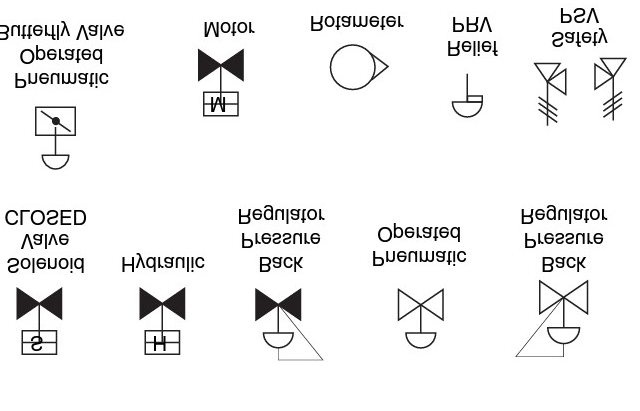 S
Solenoid
Valve
CLOSED
H
Hydraulic
Back
Pressure
Regulator
Pneumatic
Operated
Back
Pressure
Regulator
Pneumatic
Operated
Butterfly Valve
M
Motor
Rotameter
Relief
PRV
Safety
PSV